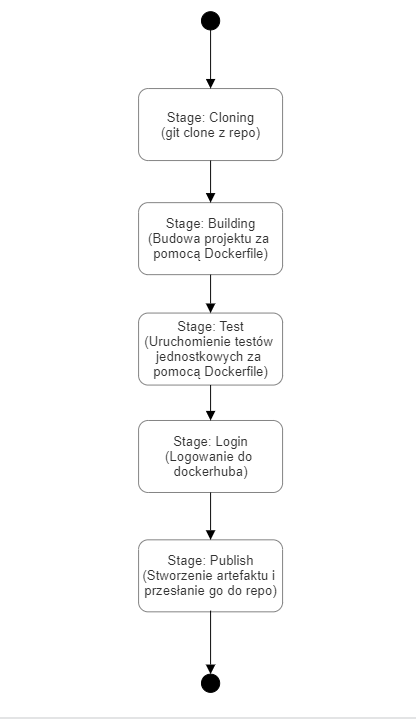 Stage: Cloning
(git clone z repo)
Stage: Building
(Budowa projektu za
pomocą Dockerfile)
Stage: Test
(Uruchomienie testów
jednostkowych za
pomocą Dockerfile)
Stage: Login
(Logowanie do
dockerhuba)
Stage: Publish
(Stworzenie artefaktu i
przesłanie go do repo)